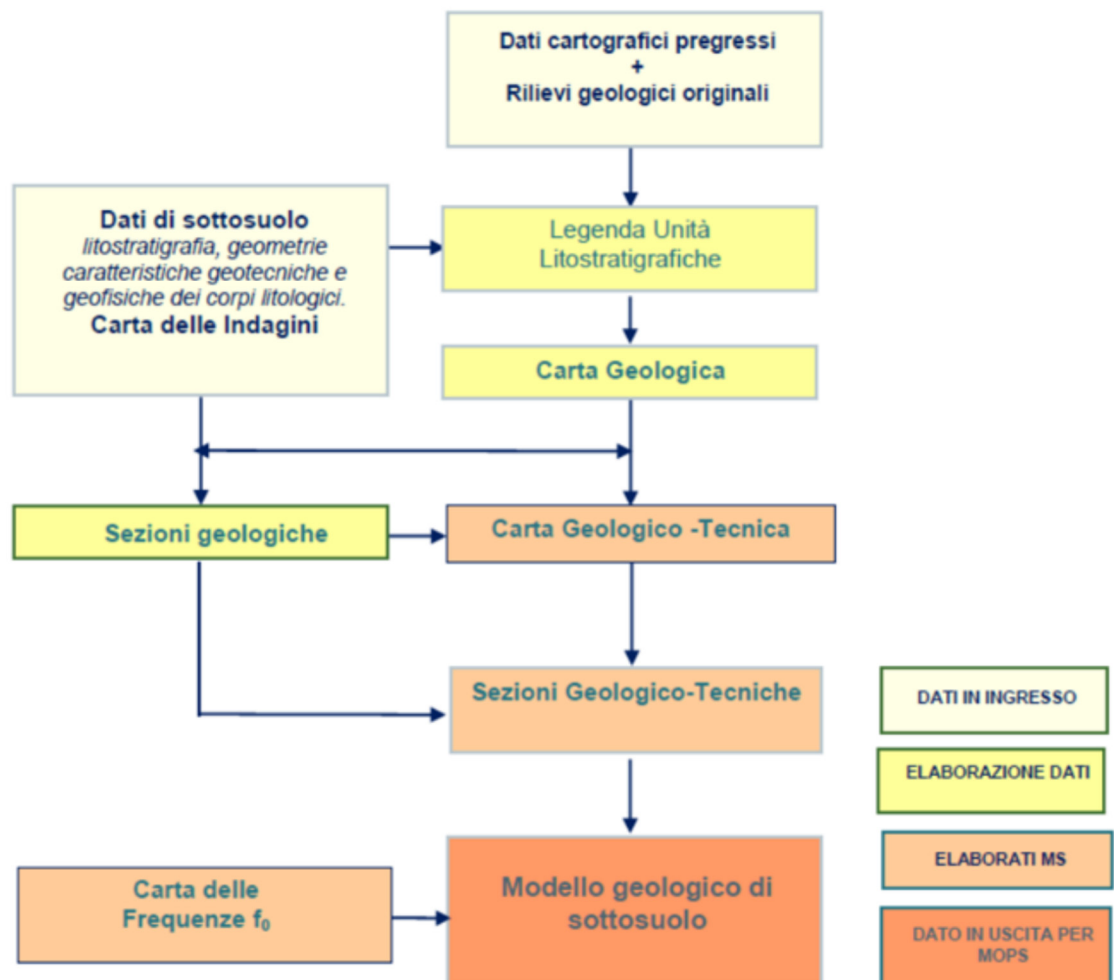 Dati cartografici pregressi
+
Rilievi geologici originali
Dati di sottosuolo
litostratigrafia, geometrie
caratteristiche geotecniche e
geofisiche dei corpi litologici.
Carta delle Indagini
Legenda Unità
Litostratigrafiche
Carta Geologica
Sezioni geologiche
Carta Geologico -Tecnica
Sezioni Geologico-Tecniche
Carta delle
Frequenze f₀
Modello geologico di
sottosuolo
DATI IN INGRESSO
ELABORAZIONE DATI
ELABORATI MS
DATO IN USCITA PER
MOPS